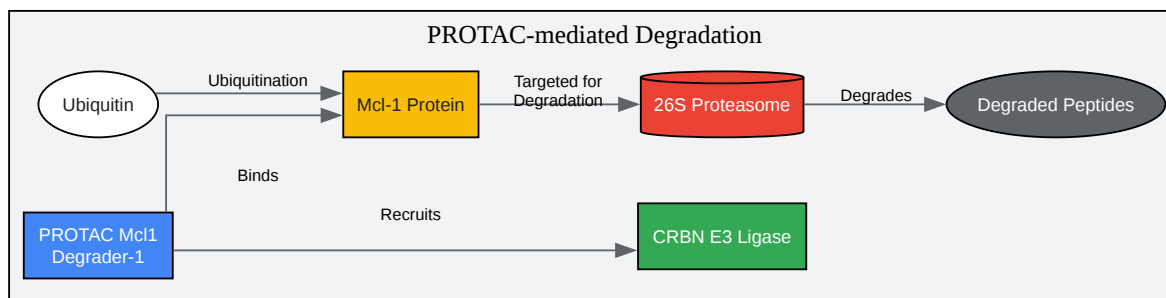 PROTAC-mediated Degradation
Ubiquitin
Ubiquitination
Mcl-1 Protein
Targeted for
Degradation
26S Proteasome
Degrades
Degraded Peptides
Binds
PROTAC Mcl1
Degrader-1
Recruits
CRBN E3 Ligase